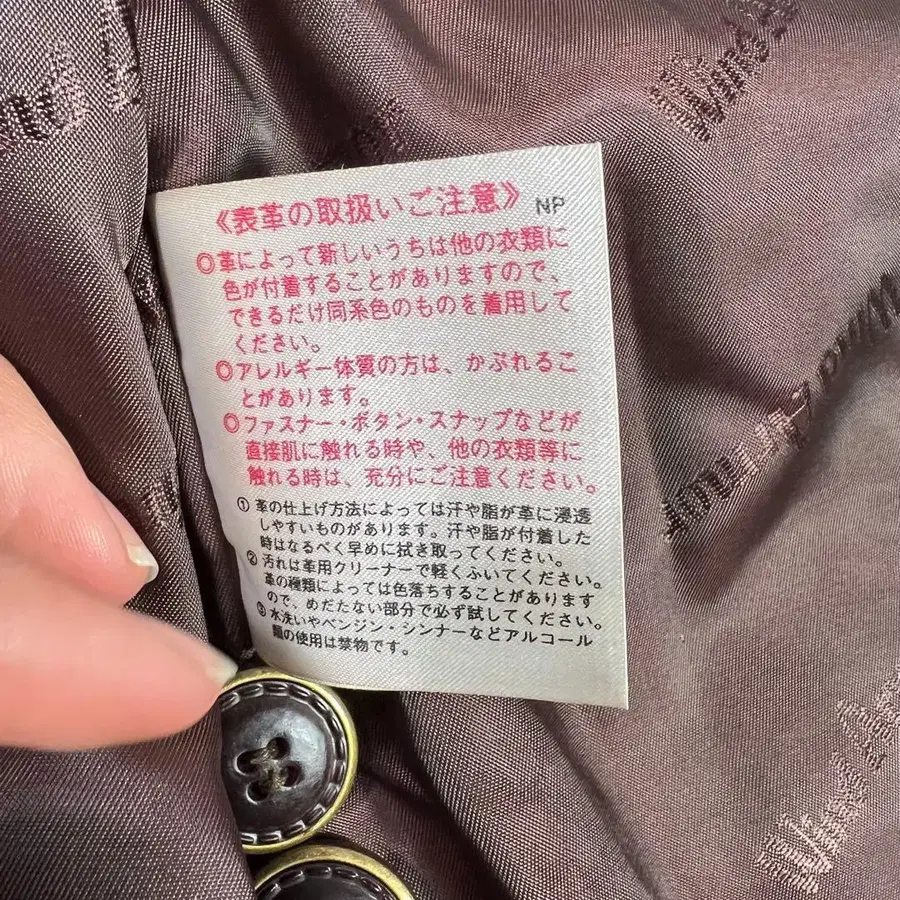 《表革の取扱いご注意》 NP
◎革によって新しいうちは他の衣類に
色が付着することがありますので、
できるだけ同系色のものを着用して
ください。
◎アレルギー体質の方は、かぶれるこ
とがあります。
◎ファスナー・ボタン・スナップなどが
直接肌に触れる時や、他の衣類等に
触れる時は、充分にご注意ください。
① 革の仕上げ方法によっては汗や脂が革に浸透
しやすいものがあります。汗や脂が付着した
時はなるべく早めに拭き取ってください。
② 汚れは革用クリーナーで軽くふいてください。
革の種類によっては色落ちすることがあります
ので、めだたない部分で必ず試してください。
③ 水洗いやベンジン・シンナーなどアルコール
類の使用は禁物です。